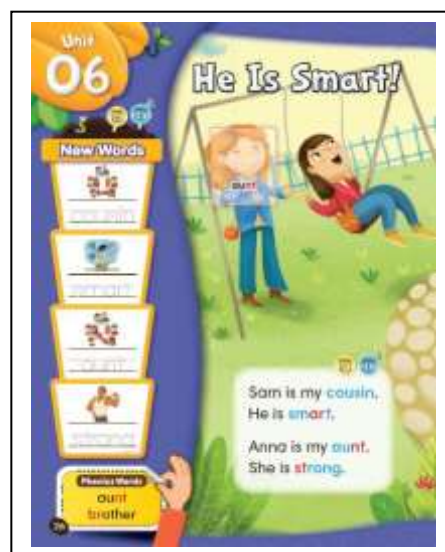 Unit
06
He Is Smart!
New Words
cousin
smart
aunt
strong
aunt
Sam is my cousin.
He is smart.
Anna is my aunt.
She is strong.
Phonics Words
aunt
brother